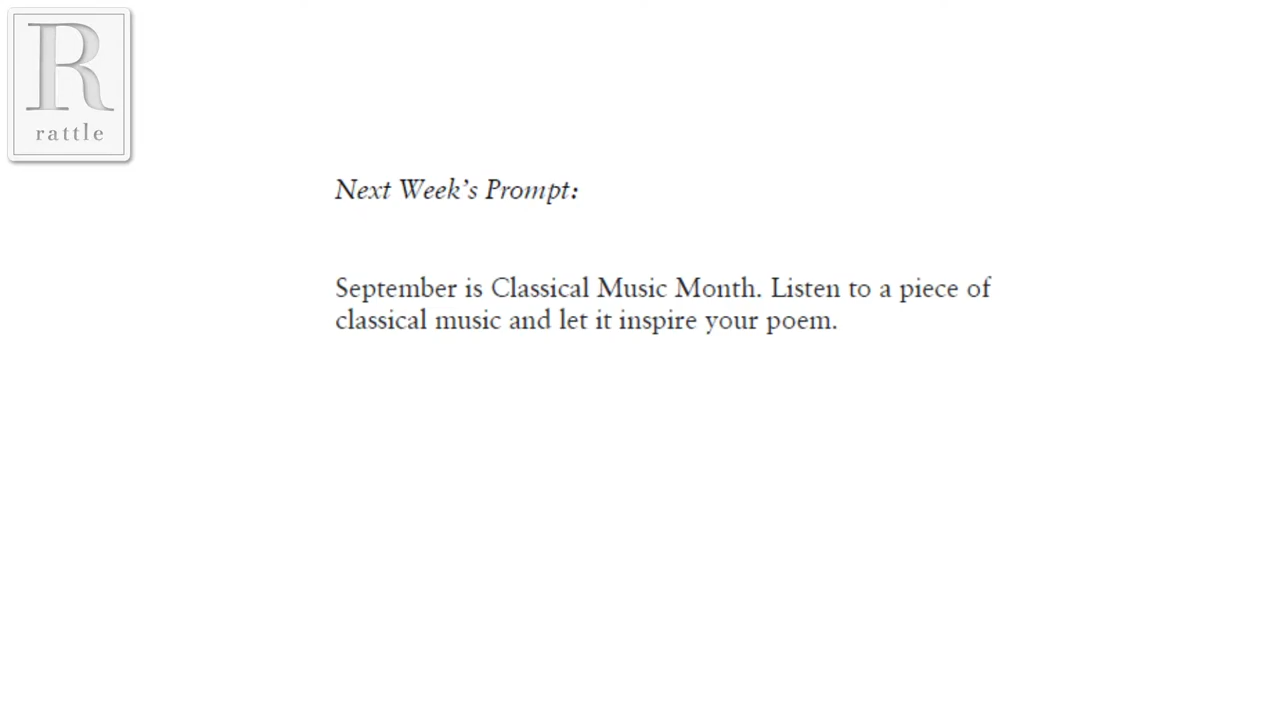 R
rattle
Next Week’s Prompt:
September is Classical Music Month. Listen to a piece of
classical music and let it inspire your poem.